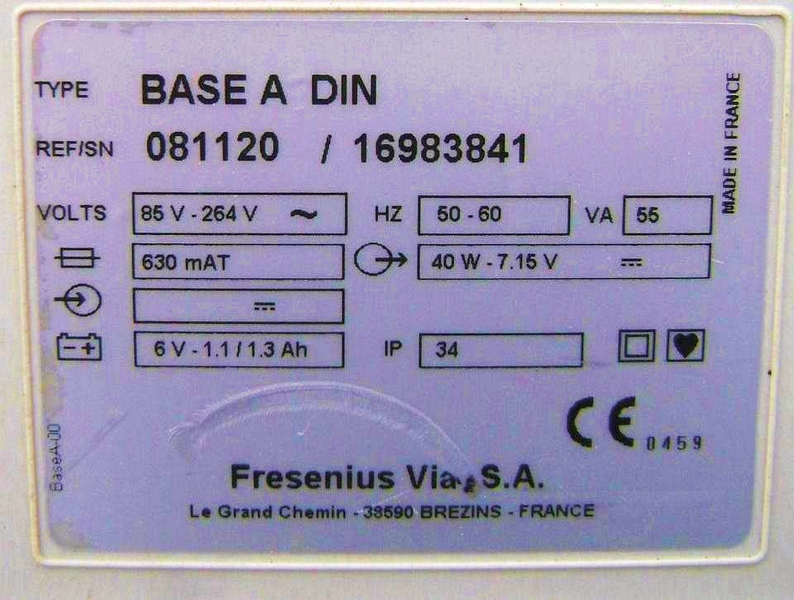 TYPE BASE A DIN
REF/SN 081120 / 16983841
MADE IN FRANCE
VOLTS 85 V - 264 V ~ HZ 50 - 60 VA 55
630 mAT 40 W - 7.15 V
6 V - 1.1 / 1.3 Ah IP 34
CE 0459
BaseA-00
Fresenius Vial S.A.
Le Grand Chemin - 38590 BREZINS - FRANCE